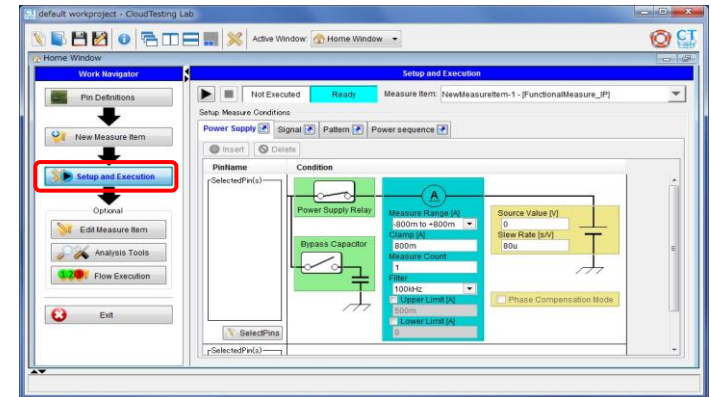 default workproject - CloudTesting Lab
Active Window: Home Window
CT
Lab
Home Window
Work Navigator
Pin Definitions
New Measure Item
Setup and Execution
Optional
Edit Measure Item
Analysis Tools
Flow Execution
Exit
Setup and Execution
Not Executed
Ready
Measure Item: NewMeasureItem-1 - [FunctionalMeasure_IP]
Setup Measure Conditions
Power Supply
Signal
Pattern
Power sequence
Insert
Delete
PinName
Condition
SelectedPin(s)
SelectPins
Power Supply Relay
Bypass Capacitor
A
Measure Range [A]
-800m to +800m
Clamp [A]
800m
Measure Count
1
Filter
100kHz
Upper Limit [A]
500m
Lower Limit [A]
0
Source Value [V]
0
Slew Rate [s/V]
80u
Phase Compensation Mode
SelectedPin(s)